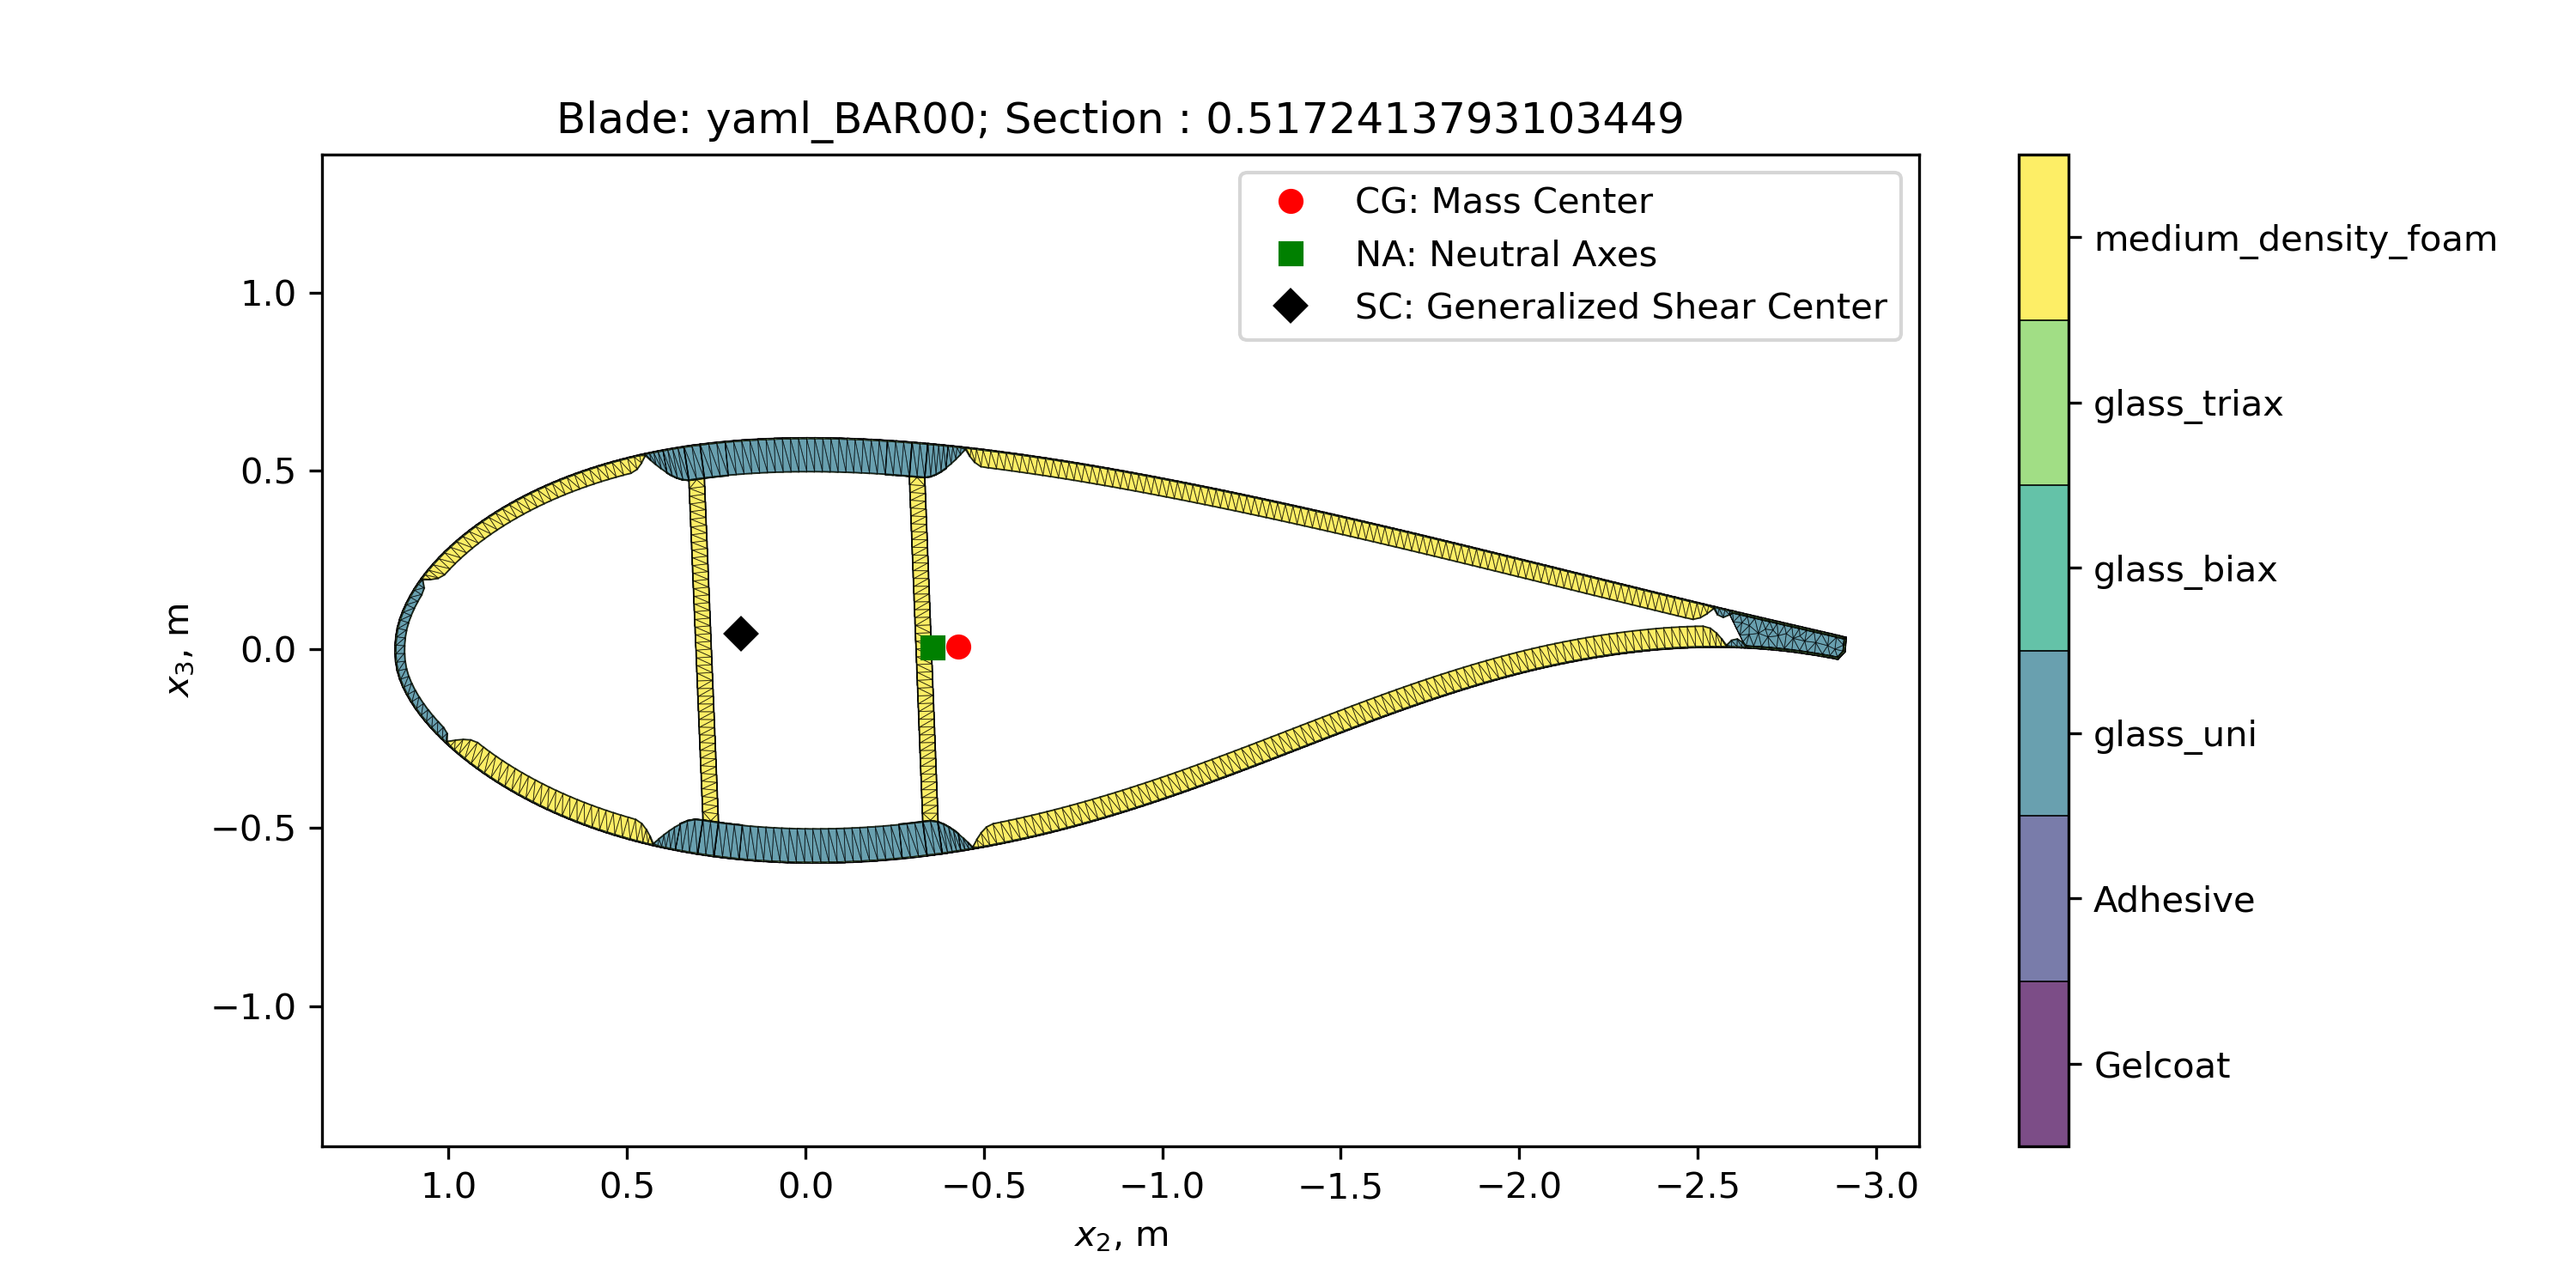 Blade: yaml_BAR00; Section : 0.5172413793103449
CG: Mass Center
NA: Neutral Axes
SC: Generalized Shear Center
1.0
0.5
0.0
−0.5
−1.0
x₃, m
1.0 0.5 0.0 −0.5 −1.0 −1.5 −2.0 −2.5 −3.0
x₂, m
medium_density_foam
glass_triax
glass_biax
glass_uni
Adhesive
Gelcoat